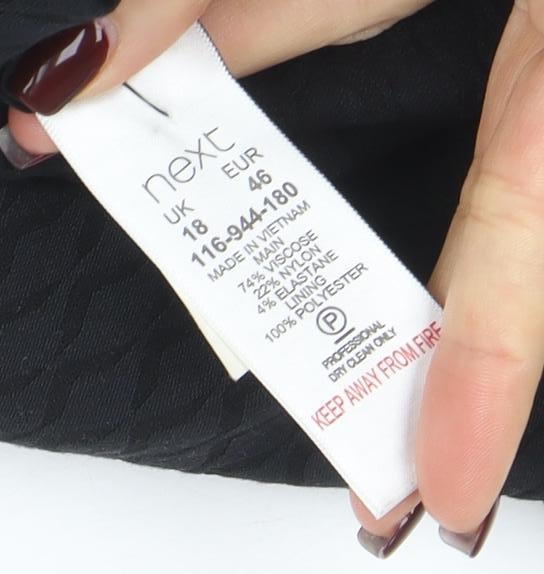 next
UK EUR
18 46
116-944-180
MADE IN VIETNAM
MAIN
74% VISCOSE
22% NYLON
4% ELASTANE
LINING
100% POLYESTER
P
PROFESSIONAL
DRY CLEAN ONLY
KEEP AWAY FROM FIRE